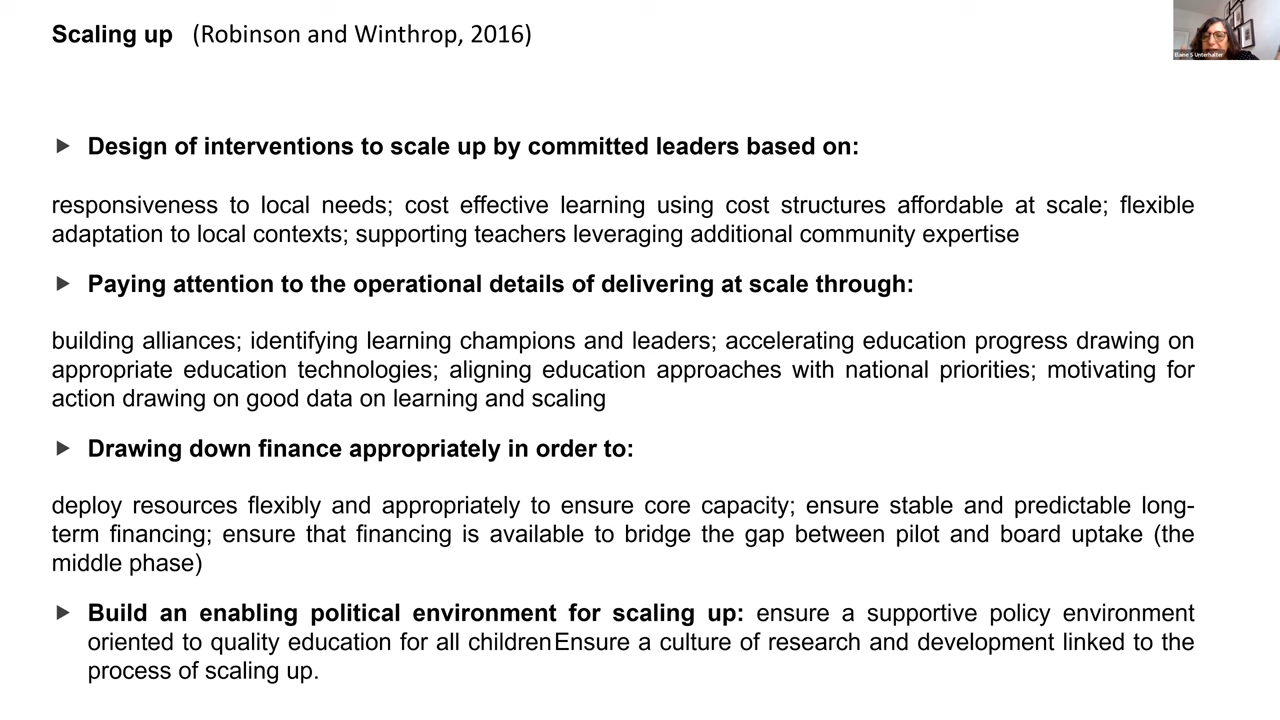 Scaling up (Robinson and Winthrop, 2016)
Elaine S Unterhalter
Design of interventions to scale up by committed leaders based on:
responsiveness to local needs; cost effective learning using cost structures affordable at scale; flexible
adaptation to local contexts; supporting teachers leveraging additional community expertise
Paying attention to the operational details of delivering at scale through:
building alliances; identifying learning champions and leaders; accelerating education progress drawing on
appropriate education technologies; aligning education approaches with national priorities; motivating for
action drawing on good data on learning and scaling
Drawing down finance appropriately in order to:
deploy resources flexibly and appropriately to ensure core capacity; ensure stable and predictable long-
term financing; ensure that financing is available to bridge the gap between pilot and board uptake (the
middle phase)
Build an enabling political environment for scaling up: ensure a supportive policy environment
oriented to quality education for all childrenEnsure a culture of research and development linked to the
process of scaling up.